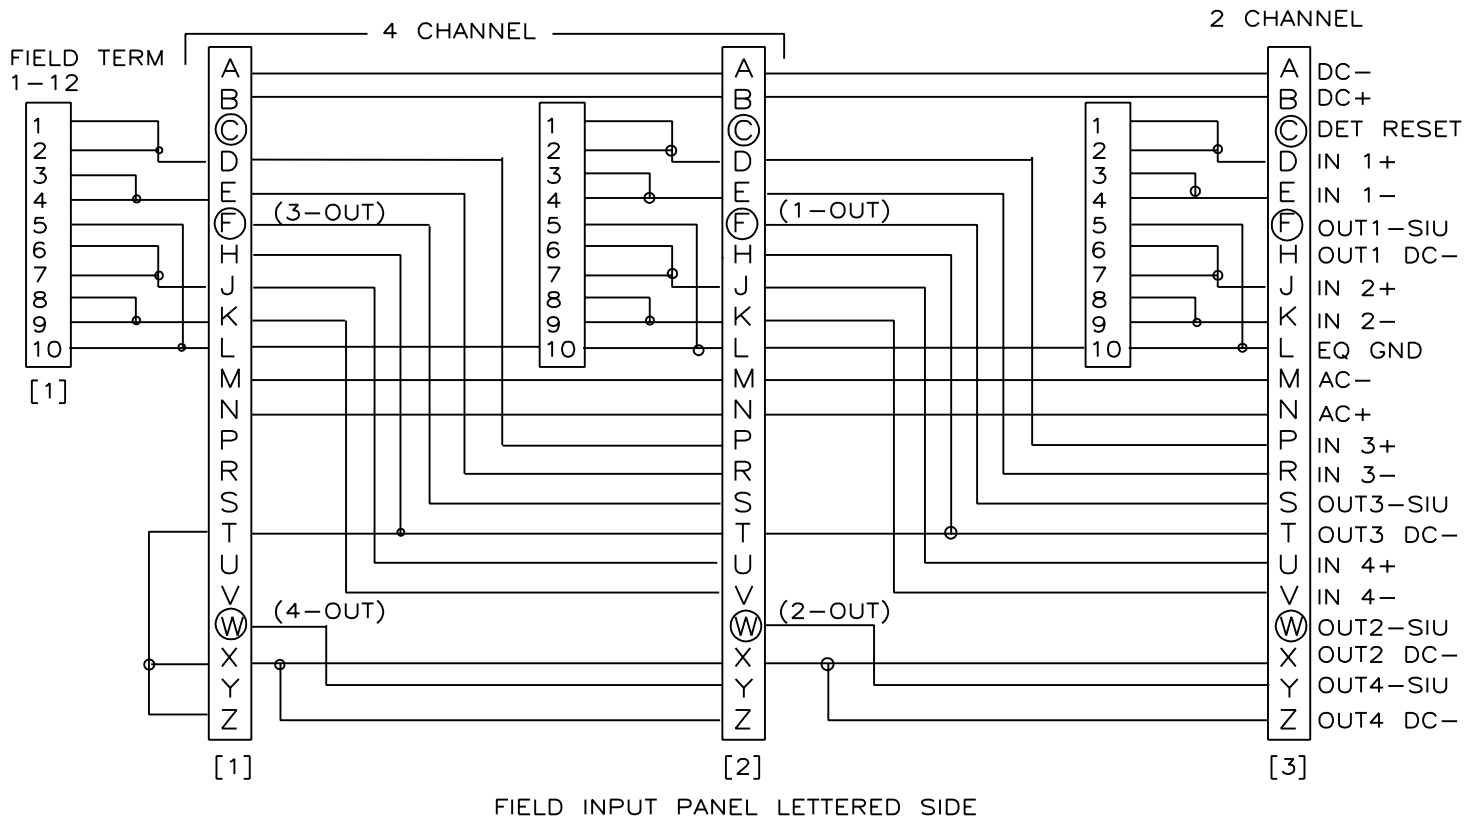 2 CHANNEL
4 CHANNEL
FIELD TERM
1-12
1
2
3
4
5
6
7
8
9
10
[1]
A
B
C
D
E
F
H
J
K
L
M
N
P
R
S
T
U
V
W
X
Y
Z
[1]
(3-OUT)
(4-OUT)
1
2
3
4
5
6
7
8
9
10
A
B
C
D
E
F
H
J
K
L
M
N
P
R
S
T
U
V
W
X
Y
Z
[2]
(1-OUT)
(2-OUT)
1
2
3
4
5
6
7
8
9
10
A DC-
B DC+
C DET RESET
D IN 1+
E IN 1-
F OUT1-SIU
H OUT1 DC-
J IN 2+
K IN 2-
L EQ GND
M AC-
N AC+
P IN 3+
R IN 3-
S OUT3-SIU
T OUT3 DC-
U IN 4+
V IN 4-
W OUT2-SIU
X OUT2 DC-
Y OUT4-SIU
Z OUT4 DC-
[3]
FIELD INPUT PANEL LETTERED SIDE